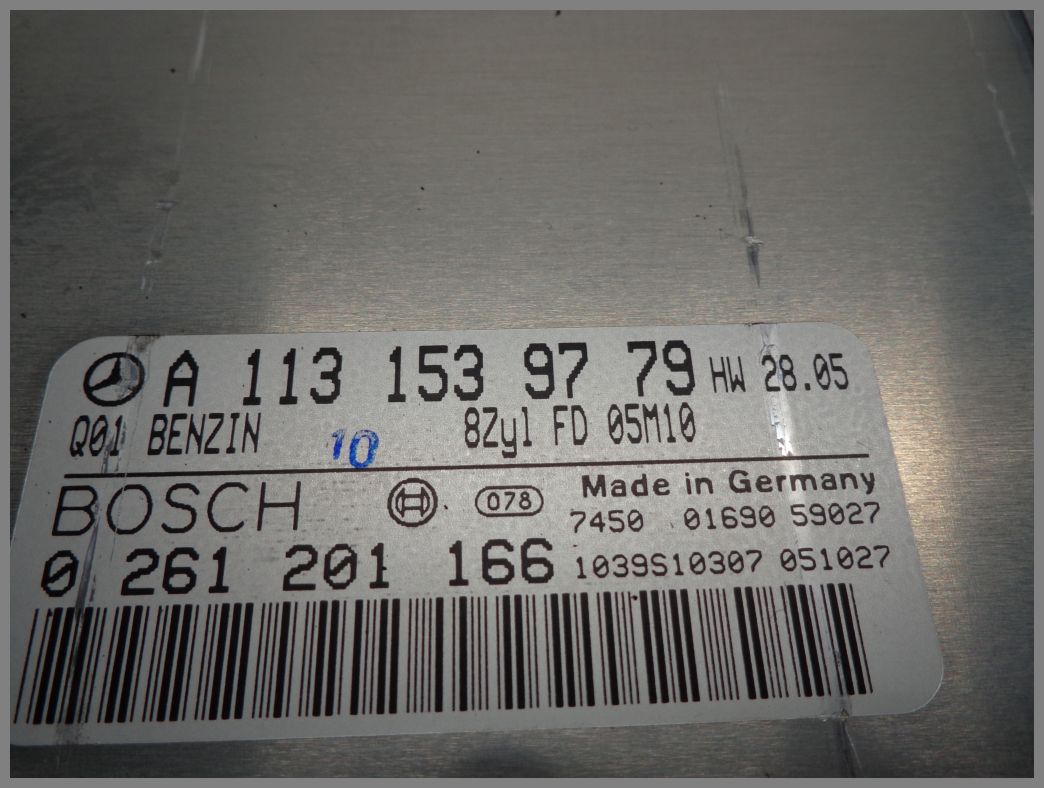 A 113 153 97 79 HW 28.05
Q01 BENZIN 10 8Zyl FD 05M10
BOSCH 078 Made in Germany
7450 01690 59027
0 261 201 166 1039S10307 051027